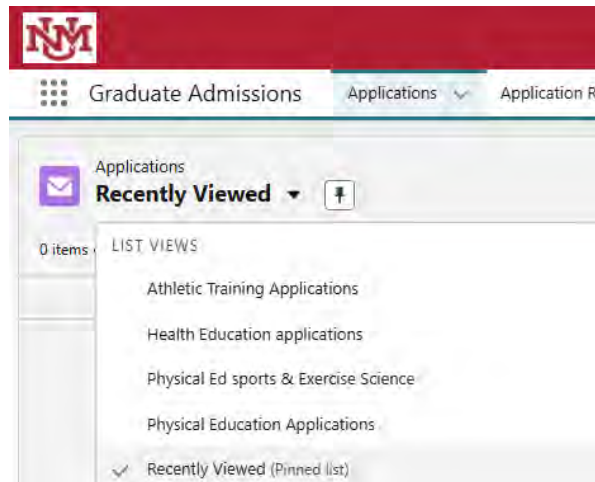 UNM
Graduate Admissions Applications Application R
Applications
Recently Viewed
0 items
LIST VIEWS
Athletic Training Applications
Health Education applications
Physical Ed sports & Exercise Science
Physical Education Applications
Recently Viewed (Pinned list)